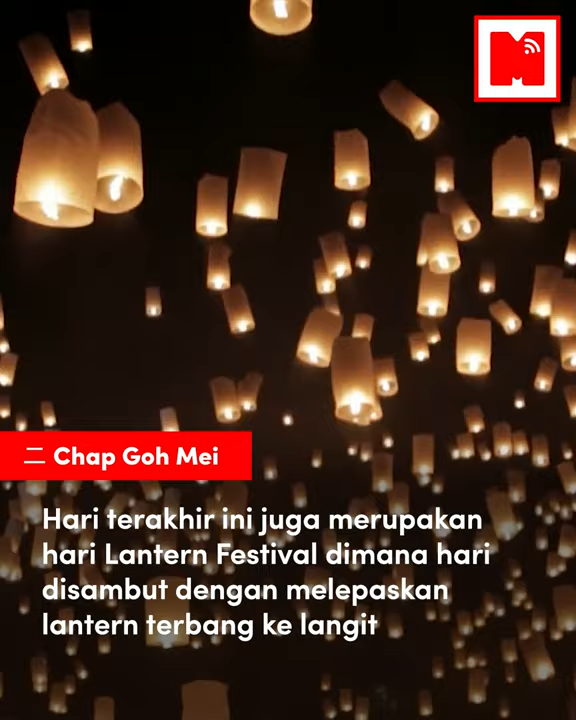 二 Chap Goh Mei
Hari terakhir ini juga merupakan
hari Lantern Festival dimana hari
disambut dengan melepaskan
lantern terbang ke langit